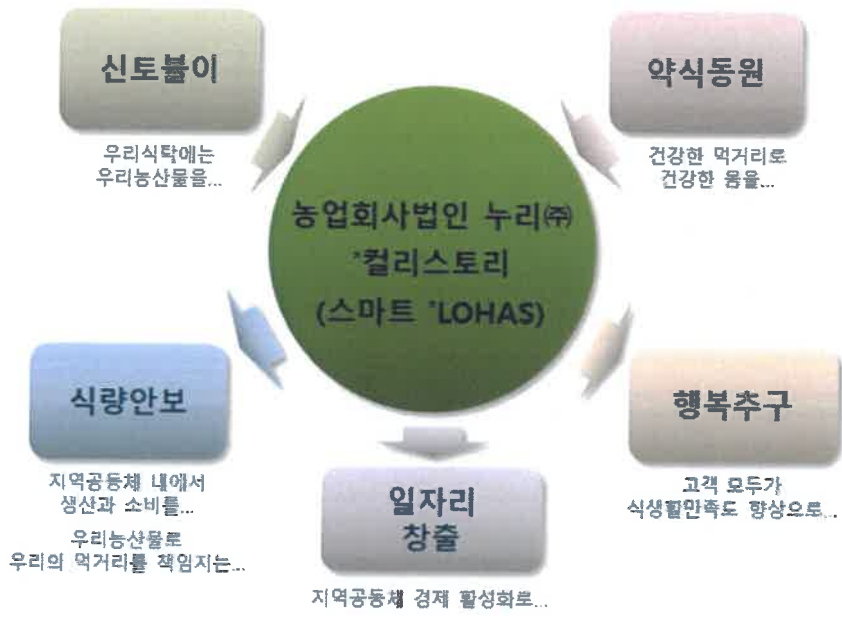 신토불이
우리식탁에는
우리농산물을...
약식동원
건강한 먹거리로
건강한 몸을...
농업회사법인 누리㈜
*컬리스토리
(스마트 *LOHAS)
식량안보
지역공동체 내에서
생산과 소비를...
우리농산물로
우리의 먹거리를 책임지는...
일자리
창출
지역공동체 경제 활성화로...
행복추구
고객 모두가
식생활만족도 향상으로...